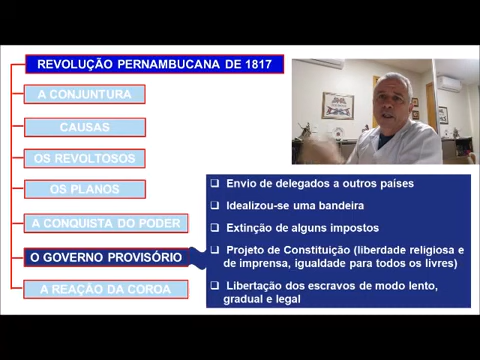 REVOLUÇÃO PERNAMBUCANA DE 1817
A CONJUNTURA
CAUSAS
OS REVOLTOSOS
OS PLANOS
A CONQUISTA DO PODER
O GOVERNO PROVISÓRIO
A REAÇÃO DA COROA
Envio de delegados a outros países
Idealizou-se uma bandeira
Extinção de alguns impostos
Projeto de Constituição (liberdade religiosa e
de imprensa, igualdade para todos os livres)
Libertação dos escravos de modo lento,
gradual e legal